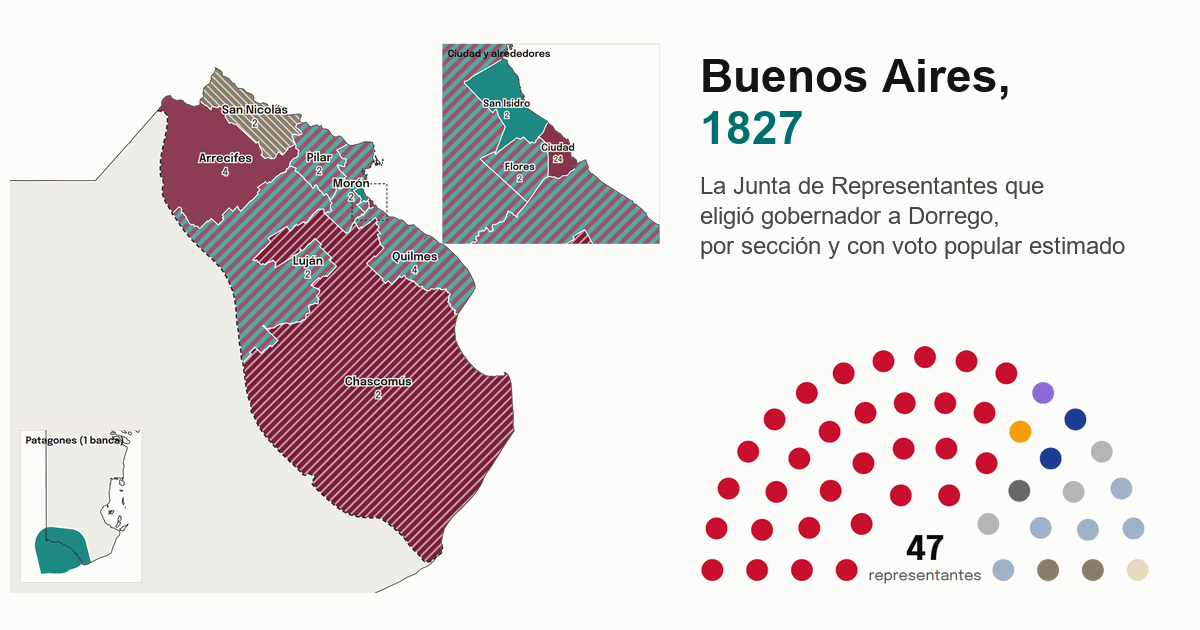 Buenos Aires,
1827
La Junta de Representantes que
eligió gobernador a Dorrego,
por sección y con voto popular estimado
Ciudad y alrededores
San Isidro
2
Ciudad
24
Flores
2
San Nicolás
2
Arrecifes
4
Pilar
2
Morón
2
Luján
2
Quilmes
4
Chascomús
2
Patagones (1 banca)
47
representantes